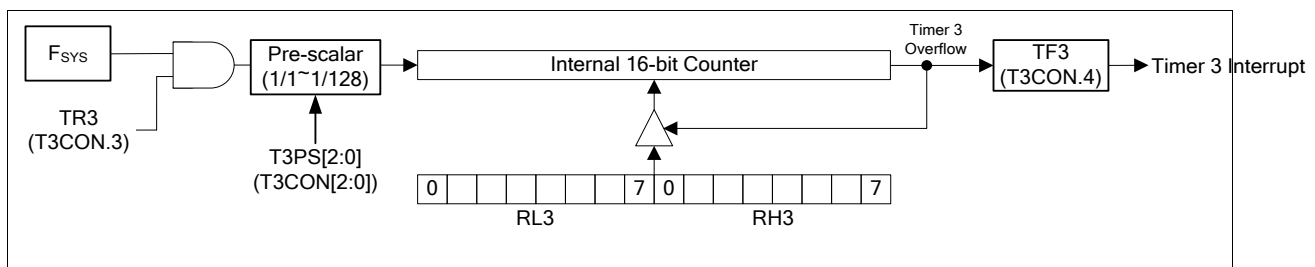 FSYS
TR3
(T3CON.3)
Pre-scalar
(1/1~1/128)
T3PS[2:0]
(T3CON[2:0])
Internal 16-bit Counter
Timer 3
Overflow
TF3
(T3CON.4)
Timer 3 Interrupt
0 7 0 7
RL3 RH3